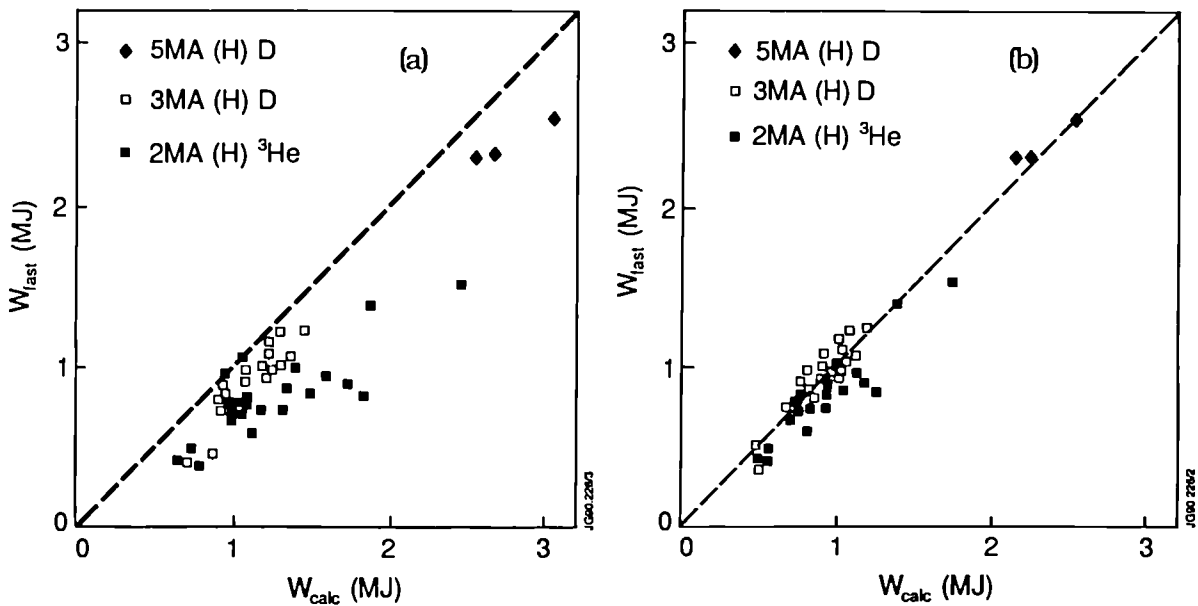 3
◆ 5MA (H) D
(a)
□ 3MA (H) D
■ 2MA (H) ³He
2
W_fast (MJ)
1
0
0 1 2 3
W_calc (MJ)
JG90.226/3
3
◆ 5MA (H) D
(b)
□ 3MA (H) D
■ 2MA (H) ³He
2
W_fast (MJ)
1
0
0 1 2 3
W_calc (MJ)
JG90 226/2